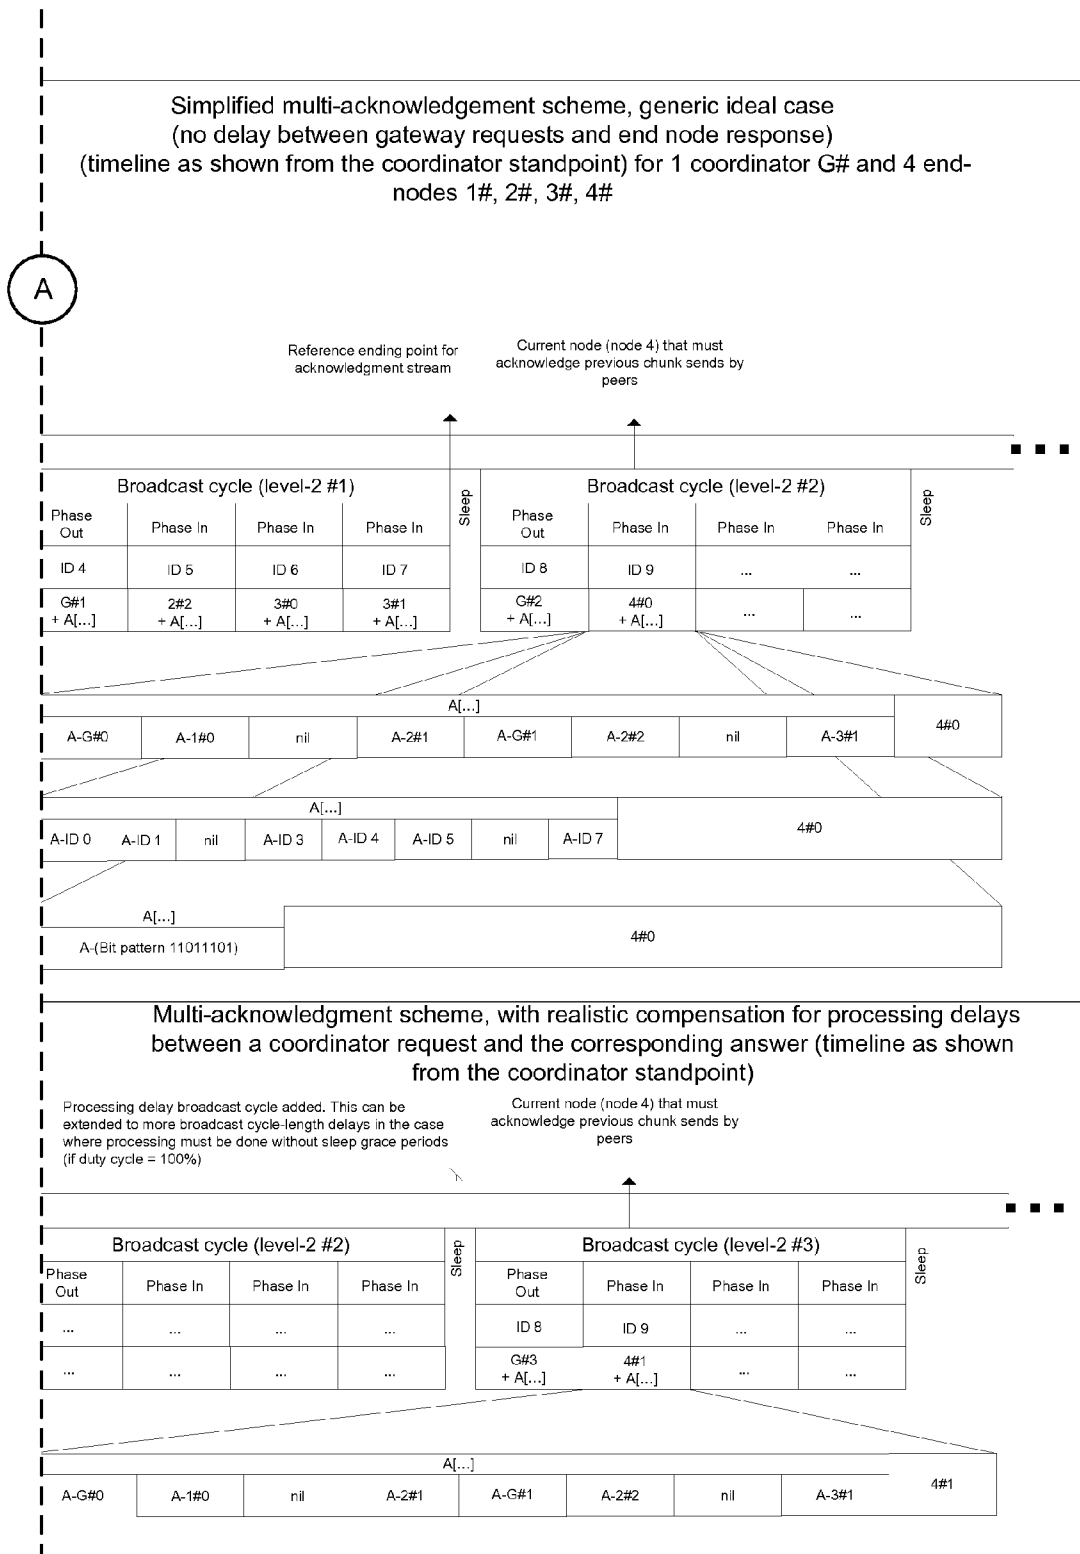 Simplified multi-acknowledgement scheme, generic ideal case
(no delay between gateway requests and end node response)
(timeline as shown from the coordinator standpoint) for 1 coordinator G# and 4 end-
nodes 1#, 2#, 3#, 4#
A
Reference ending point for
acknowledgment stream
Current node (node 4) that must
acknowledge previous chunk sends by
peers
Broadcast cycle (level-2 #1)
Sleep
Broadcast cycle (level-2 #2)
Sleep
Phase
Out
Phase In
Phase In
Phase In
Phase
Out
Phase In
Phase In
Phase In
ID 4
ID 5
ID 6
ID 7
ID 8
ID 9
...
...
G#1
+ A[...]
2#2
+ A[...]
3#0
+ A[...]
3#1
+ A[...]
G#2
+ A[...]
4#0
+ A[...]
...
...
A[...]
A-G#0
A-1#0
nil
A-2#1
A-G#1
A-2#2
nil
A-3#1
4#0
A[...]
A-ID 0
A-ID 1
nil
A-ID 3
A-ID 4
A-ID 5
nil
A-ID 7
4#0
A[...]
A-(Bit pattern 11011101)
4#0
Multi-acknowledgment scheme, with realistic compensation for processing delays
between a coordinator request and the corresponding answer (timeline as shown
from the coordinator standpoint)
Processing delay broadcast cycle added. This can be
extended to more broadcast cycle-length delays in the case
where processing must be done without sleep grace periods
(if duty cycle = 100%)
Current node (node 4) that must
acknowledge previous chunk sends by
peers
Broadcast cycle (level-2 #2)
Sleep
Broadcast cycle (level-2 #3)
Sleep
Phase
Out
Phase In
Phase In
Phase In
Phase
Out
Phase In
Phase In
Phase In
...
...
...
...
ID 8
ID 9
...
...
...
...
...
...
G#3
+ A[...]
4#1
+ A[...]
...
...
A[...]
A-G#0
A-1#0
nil
A-2#1
A-G#1
A-2#2
nil
A-3#1
4#1